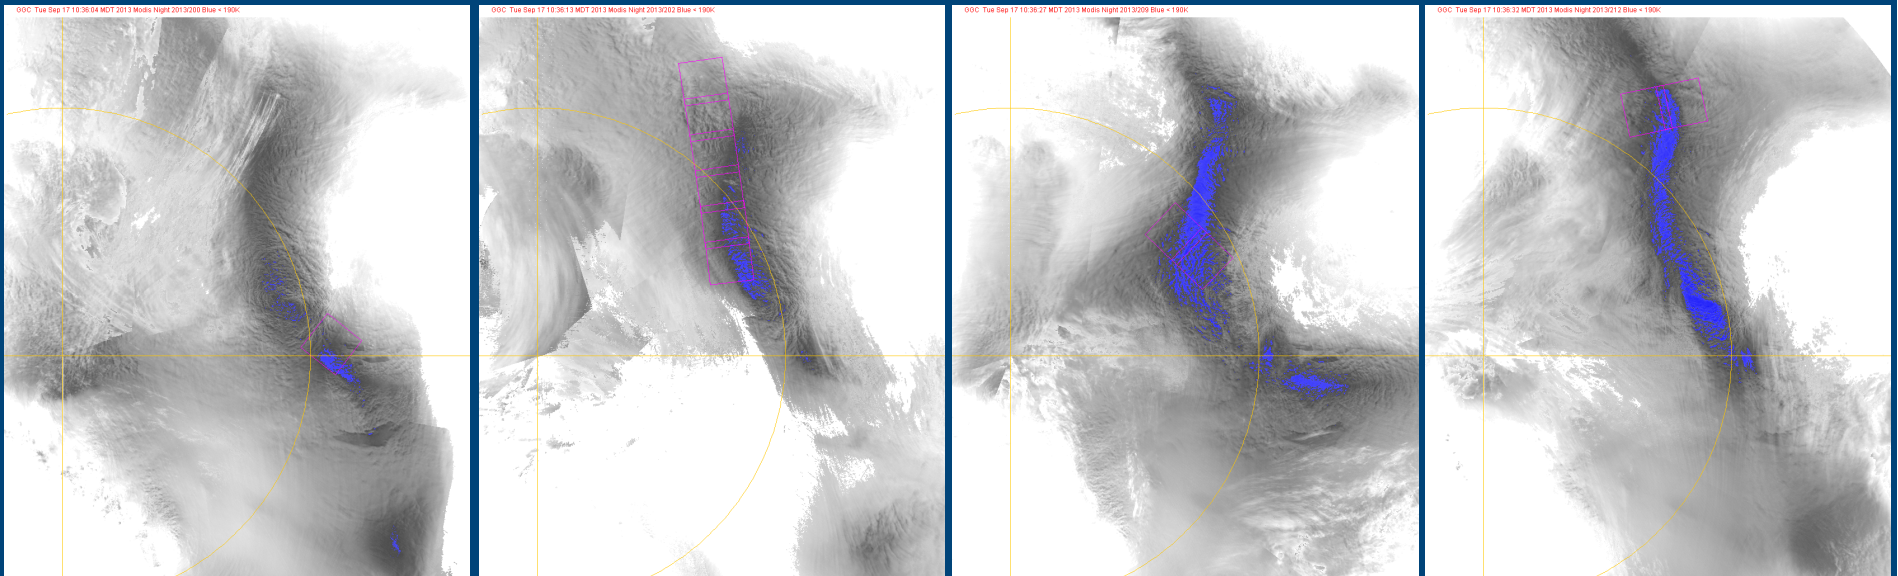 GGC Tue Sep 17 10:36:04 MDT 2013 Modis Night 2013/200 Blue < 190K
GGC Tue Sep 17 10:36:13 MDT 2013 Modis Night 2013/202 Blue < 190K
GGC Tue Sep 17 10:36:27 MDT 2013 Modis Night 2013/209 Blue < 190K
GGC Tue Sep 17 10:36:32 MDT 2013 Modis Night 2013/212 Blue < 190K